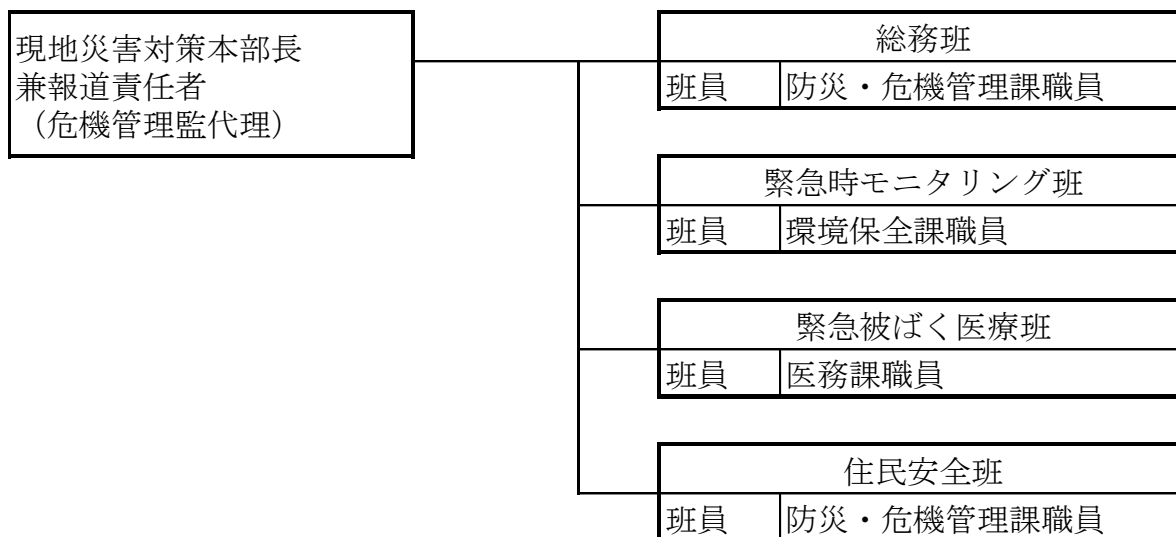 現地災害対策本部長
兼報道責任者
（危機管理監代理）
総務班
班員 防災・危機管理課職員
緊急時モニタリング班
班員 環境保全課職員
緊急被ばく医療班
班員 医務課職員
住民安全班
班員 防災・危機管理課職員